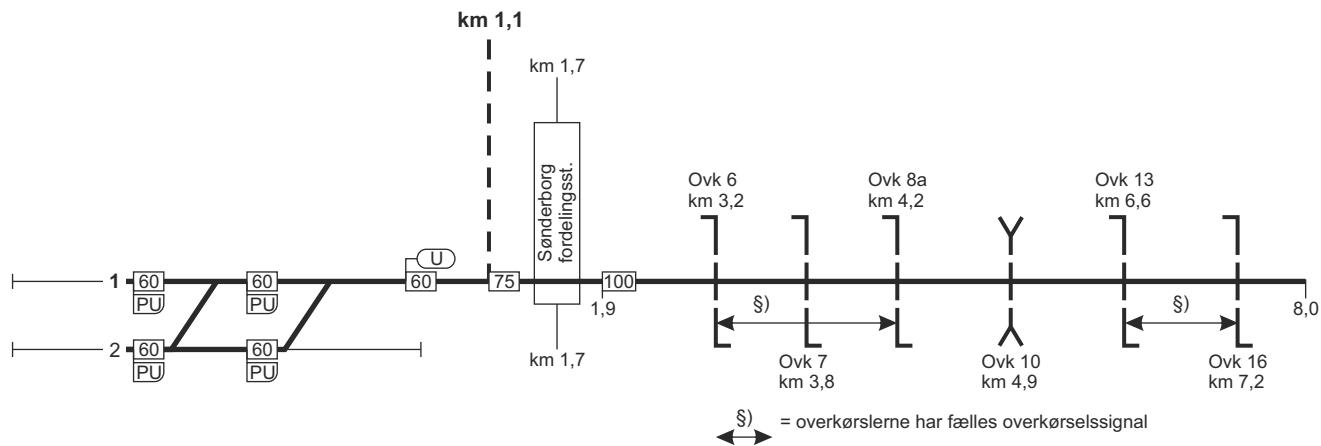 km 1,1
km 1,7
Sønderborg
fordelingsst.
Ovk 6
km 3,2
Ovk 8a
km 4,2
Ovk 13
km 6,6
U
1
60
60
60
75
100
PU
PU
1,9
8,0
§)
§)
2
60
60
PU
PU
km 1,7
Ovk 7
km 3,8
Ovk 10
km 4,9
Ovk 16
km 7,2
§)
= overkørslerne har fælles overkørselssignal